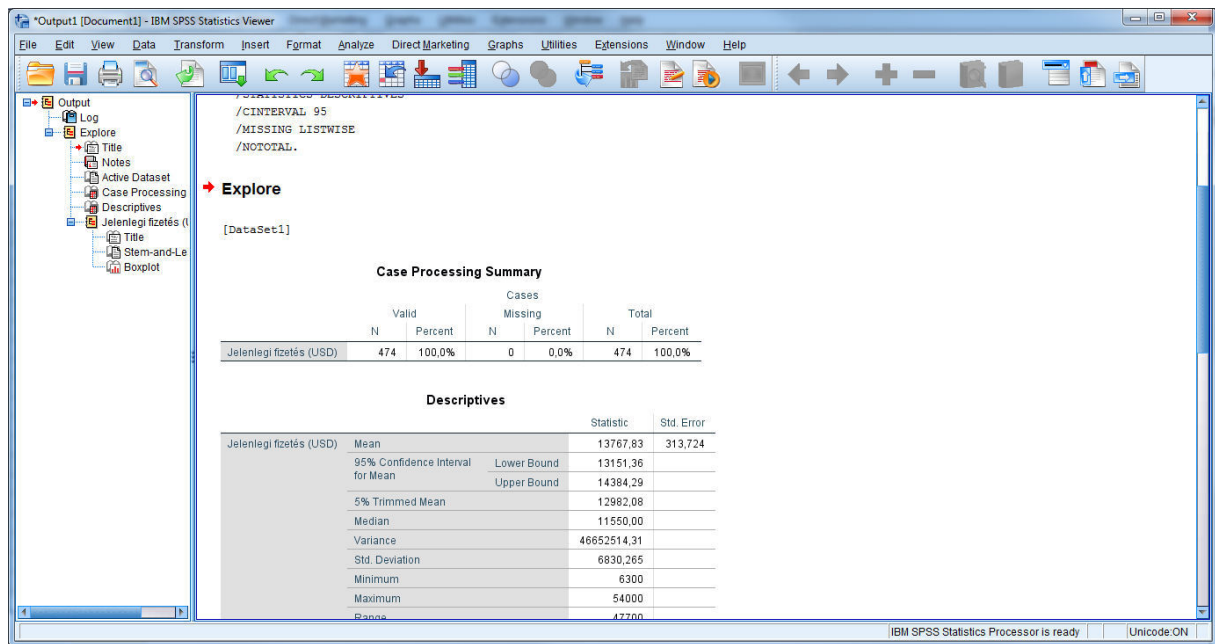 *Output1 [Document1] - IBM SPSS Statistics Viewer
File Edit View Data Transform Insert Format Analyze Direct Marketing Graphs Utilities Extensions Window Help
Output
Log
Explore
Title
Notes
Active Dataset
Case Processing
Descriptives
Jelenlegi fizetés (U
Title
Stem-and-Le
Boxplot
/STATISTICS DESCRIPTIVES
/CINTERVAL 95
/MISSING LISTWISE
/NOTOTAL.
Explore
[DataSet1]
Case Processing Summary
Cases
Valid Missing Total
N Percent N Percent N Percent
Jelenlegi fizetés (USD) 474 100,0% 0 0,0% 474 100,0%
Descriptives
Statistic Std. Error
Jelenlegi fizetés (USD) Mean 13767,83 313,724
95% Confidence Interval for Mean Lower Bound 13151,36
Upper Bound 14384,29
5% Trimmed Mean 12982,08
Median 11550,00
Variance 46652514,31
Std. Deviation 6830,265
Minimum 6300
Maximum 54000
Range 47700
IBM SPSS Statistics Processor is ready Unicode:ON